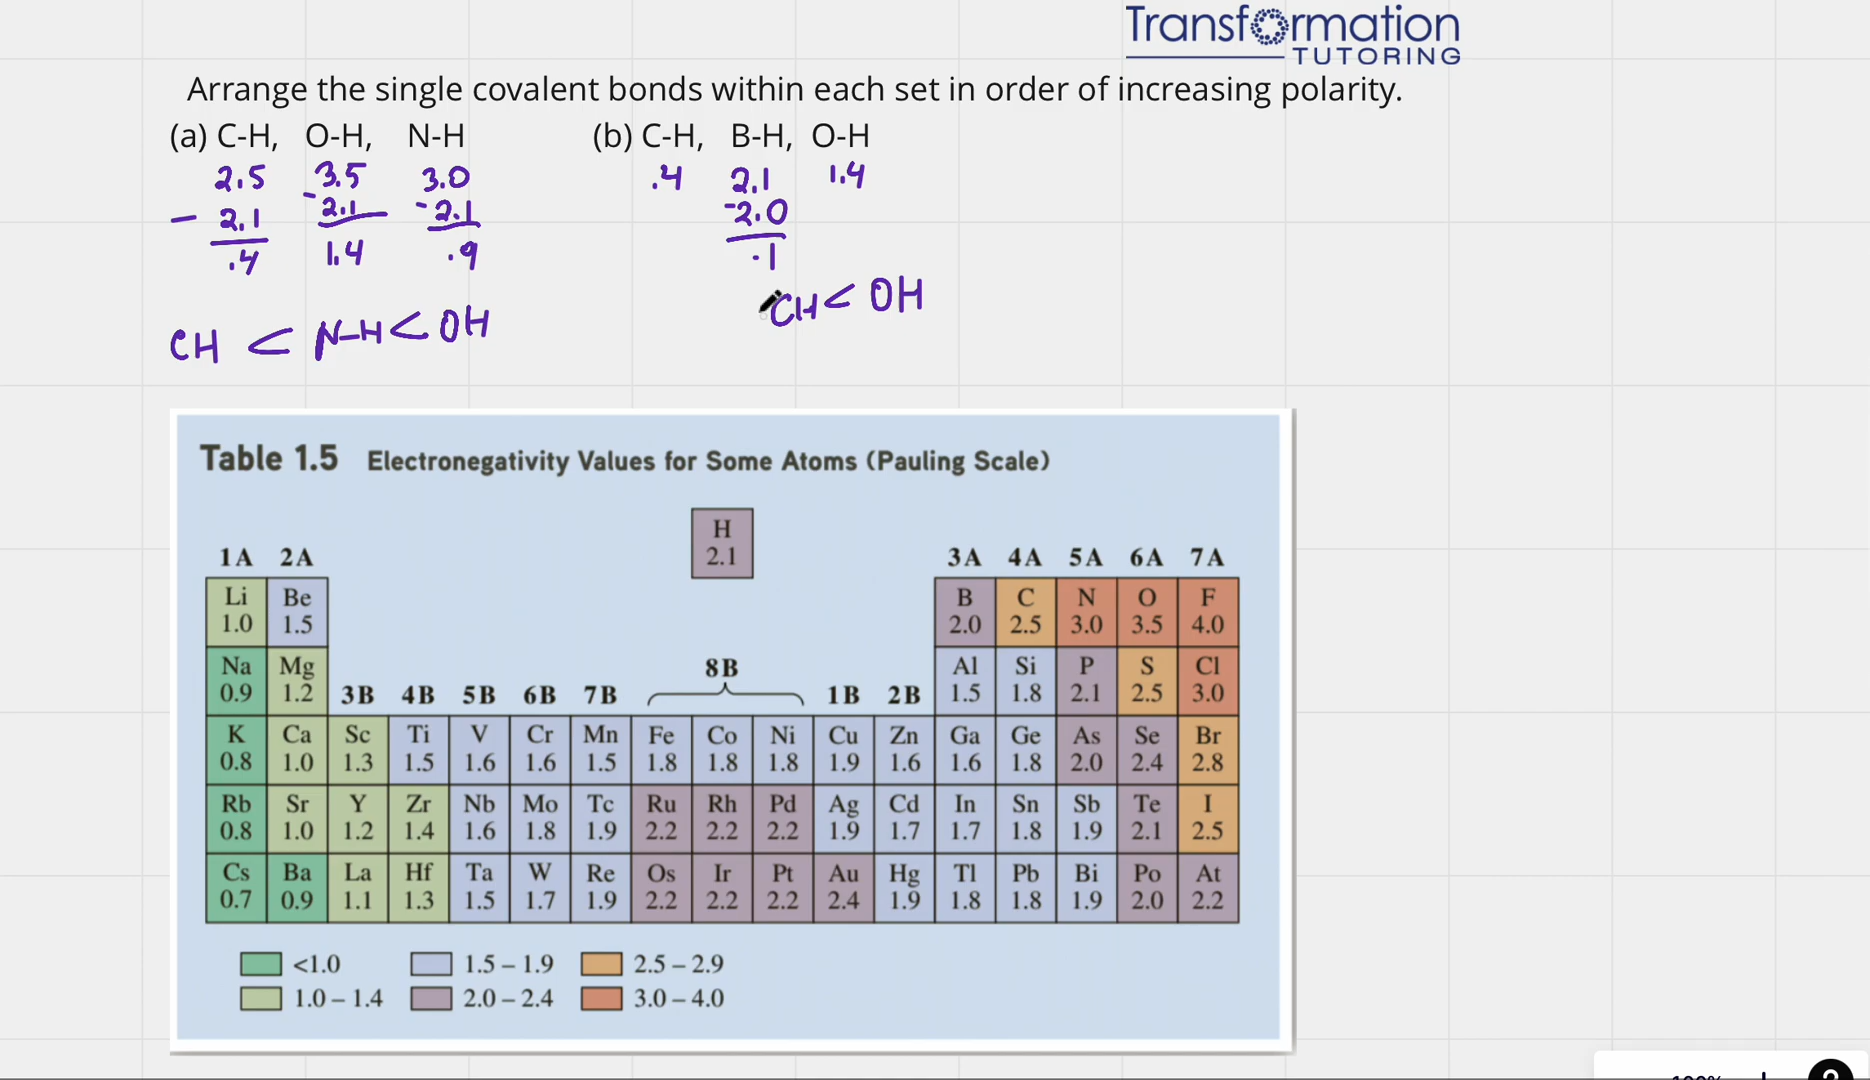 Transformation
TUTORING
Arrange the single covalent bonds within each set in order of increasing polarity.
(a) C-H, O-H, N-H (b) C-H, B-H, O-H
2.5 3.5 3.0 .4 2.1 1.4
- 2.1 -2.1 -2.1 -2.0
.4 1.4 .9 .1
CH < OH
CH < N-H < OH
Table 1.5 Electronegativity Values for Some Atoms (Pauling Scale)
H
2.1
1A 2A 3A 4A 5A 6A 7A
Li Be B C N O F
1.0 1.5 2.0 2.5 3.0 3.5 4.0
Na Mg 8B Al Si P S Cl
0.9 1.2 3B 4B 5B 6B 7B 1B 2B 1.5 1.8 2.1 2.5 3.0
K Ca Sc Ti V Cr Mn Fe Co Ni Cu Zn Ga Ge As Se Br
0.8 1.0 1.3 1.5 1.6 1.6 1.5 1.8 1.8 1.8 1.9 1.6 1.6 1.8 2.0 2.4 2.8
Rb Sr Y Zr Nb Mo Tc Ru Rh Pd Ag Cd In Sn Sb Te I
0.8 1.0 1.2 1.4 1.6 1.8 1.9 2.2 2.2 2.2 1.9 1.7 1.7 1.8 1.9 2.1 2.5
Cs Ba La Hf Ta W Re Os Ir Pt Au Hg Tl Pb Bi Po At
0.7 0.9 1.1 1.3 1.5 1.7 1.9 2.2 2.2 2.2 2.4 1.9 1.8 1.8 1.9 2.0 2.2
<1.0 1.5 – 1.9 2.5 – 2.9
1.0 – 1.4 2.0 – 2.4 3.0 – 4.0